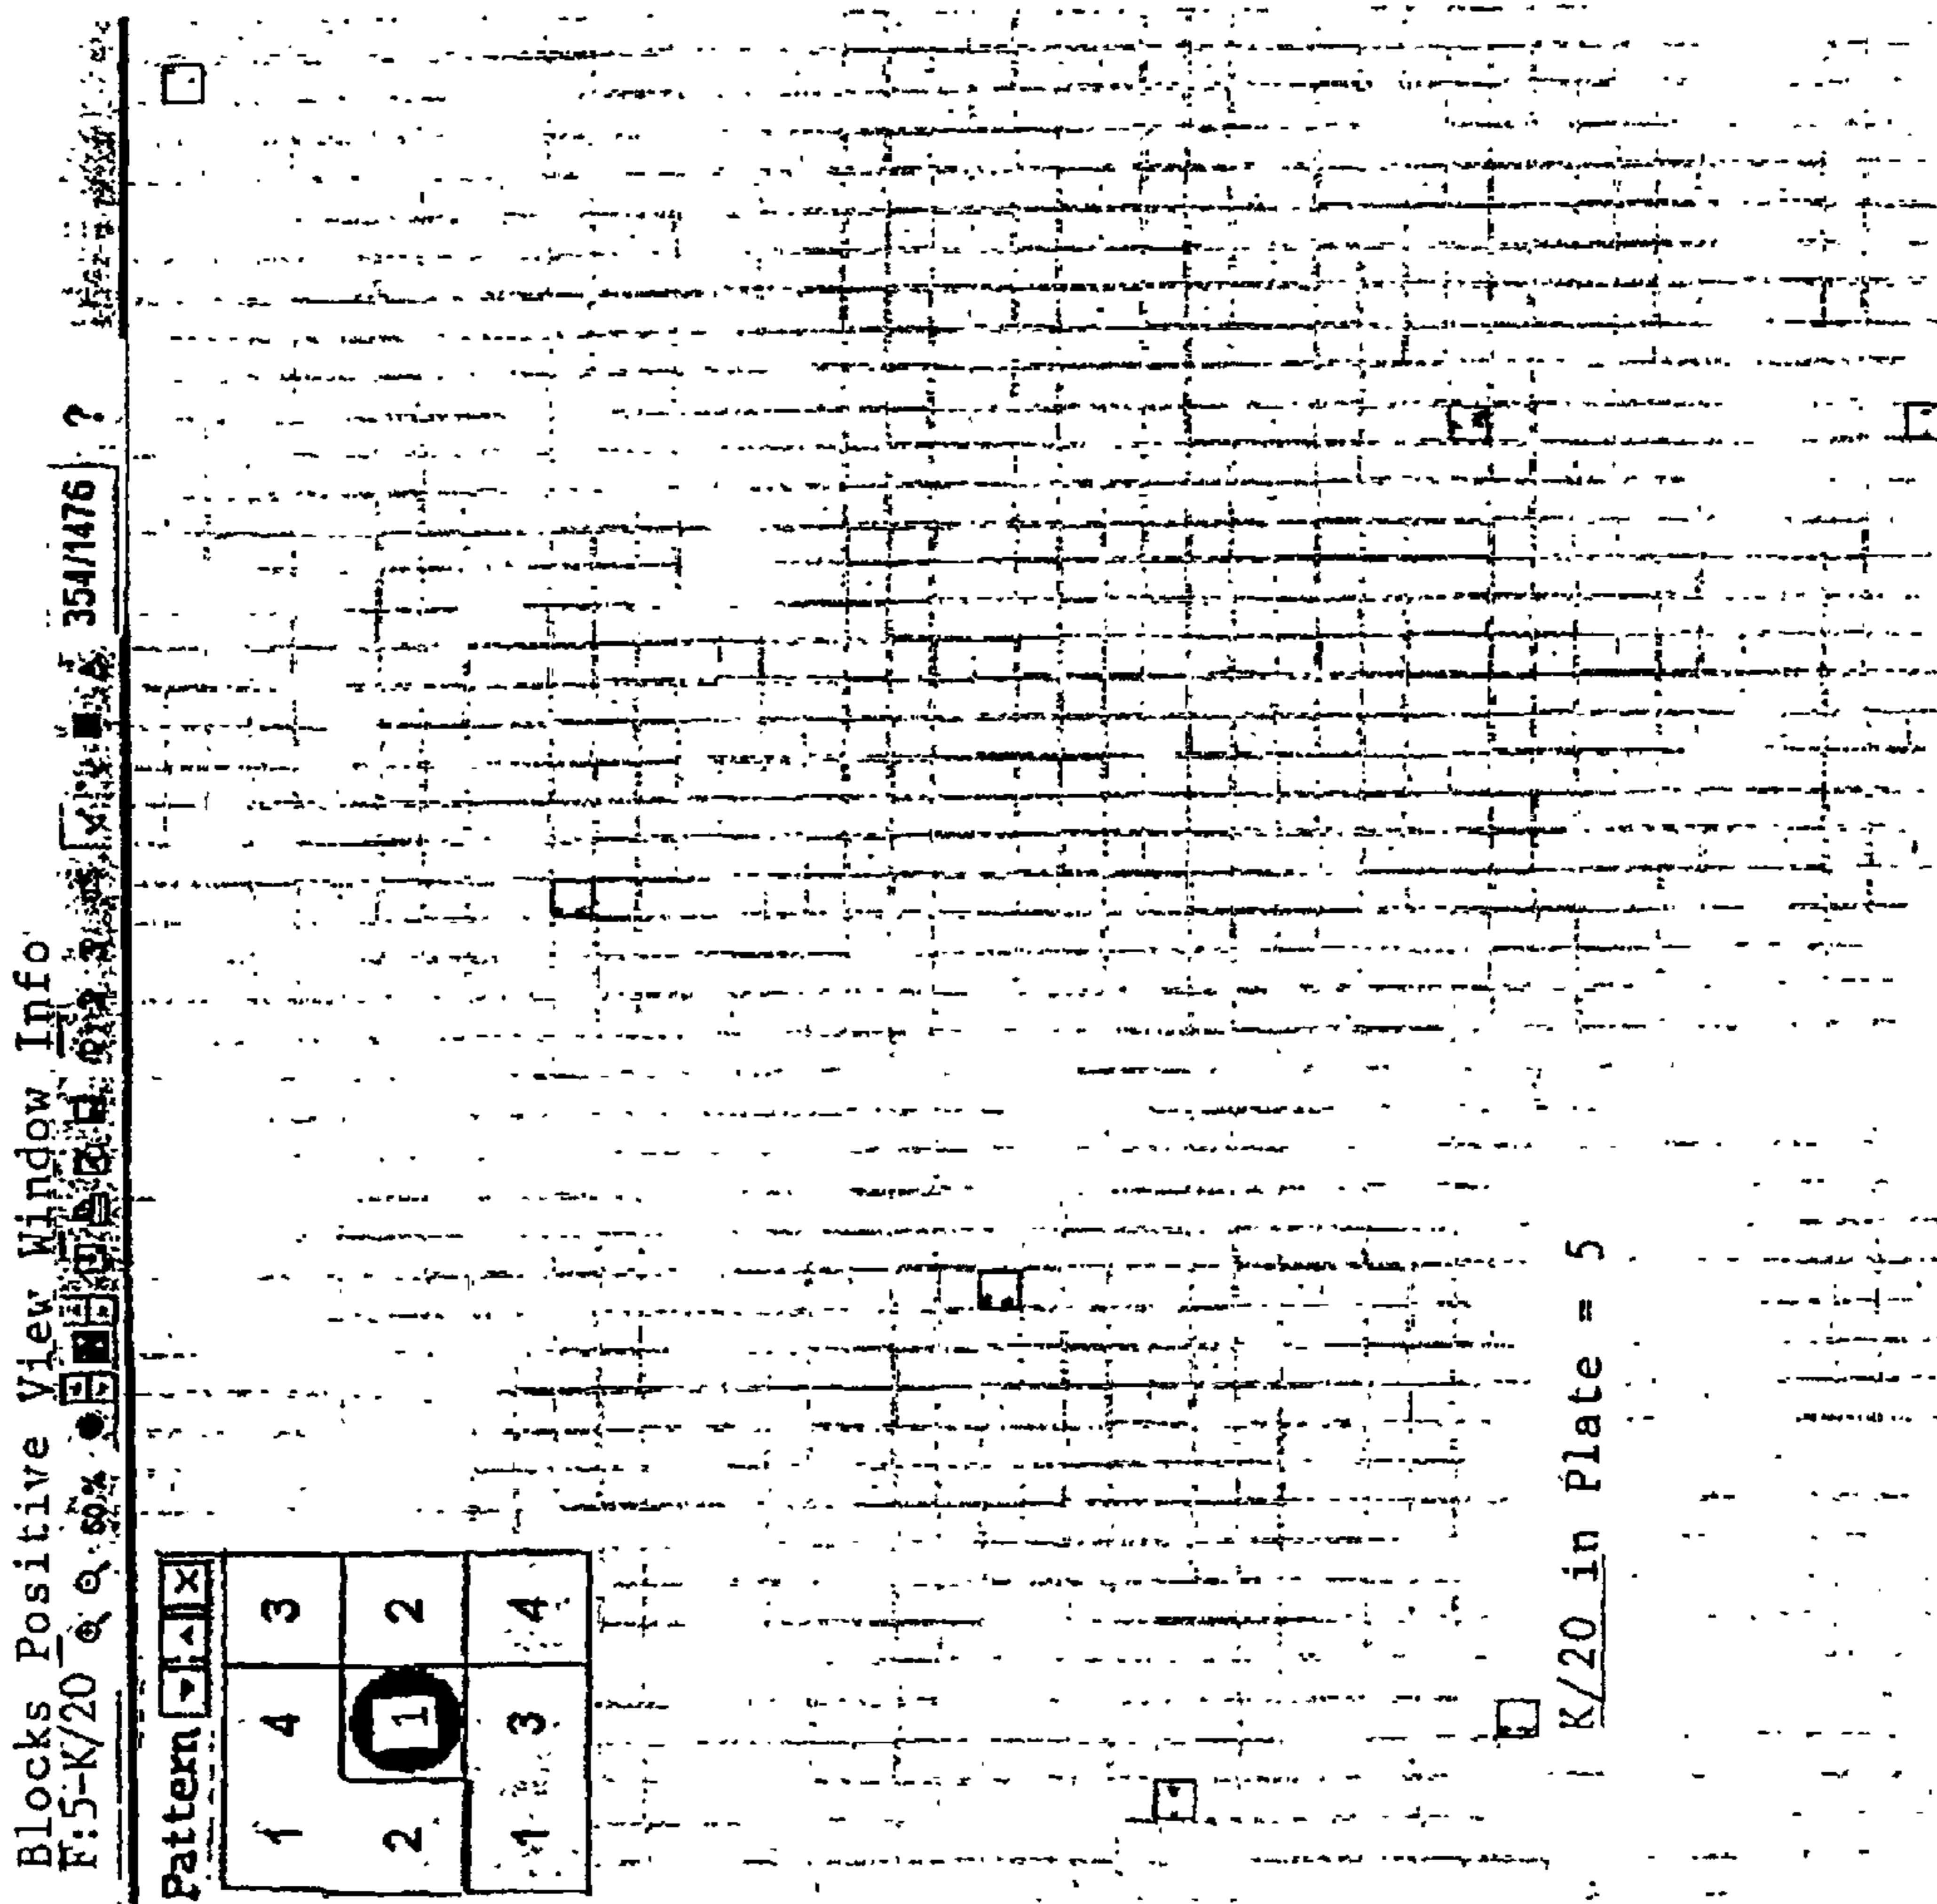 Blocks Positive View Window Info
F:5-K/20 50% 354/1476 ?
Pattern
1 4 3
2 1 2
1 3 4
K/20 in Plate = 5